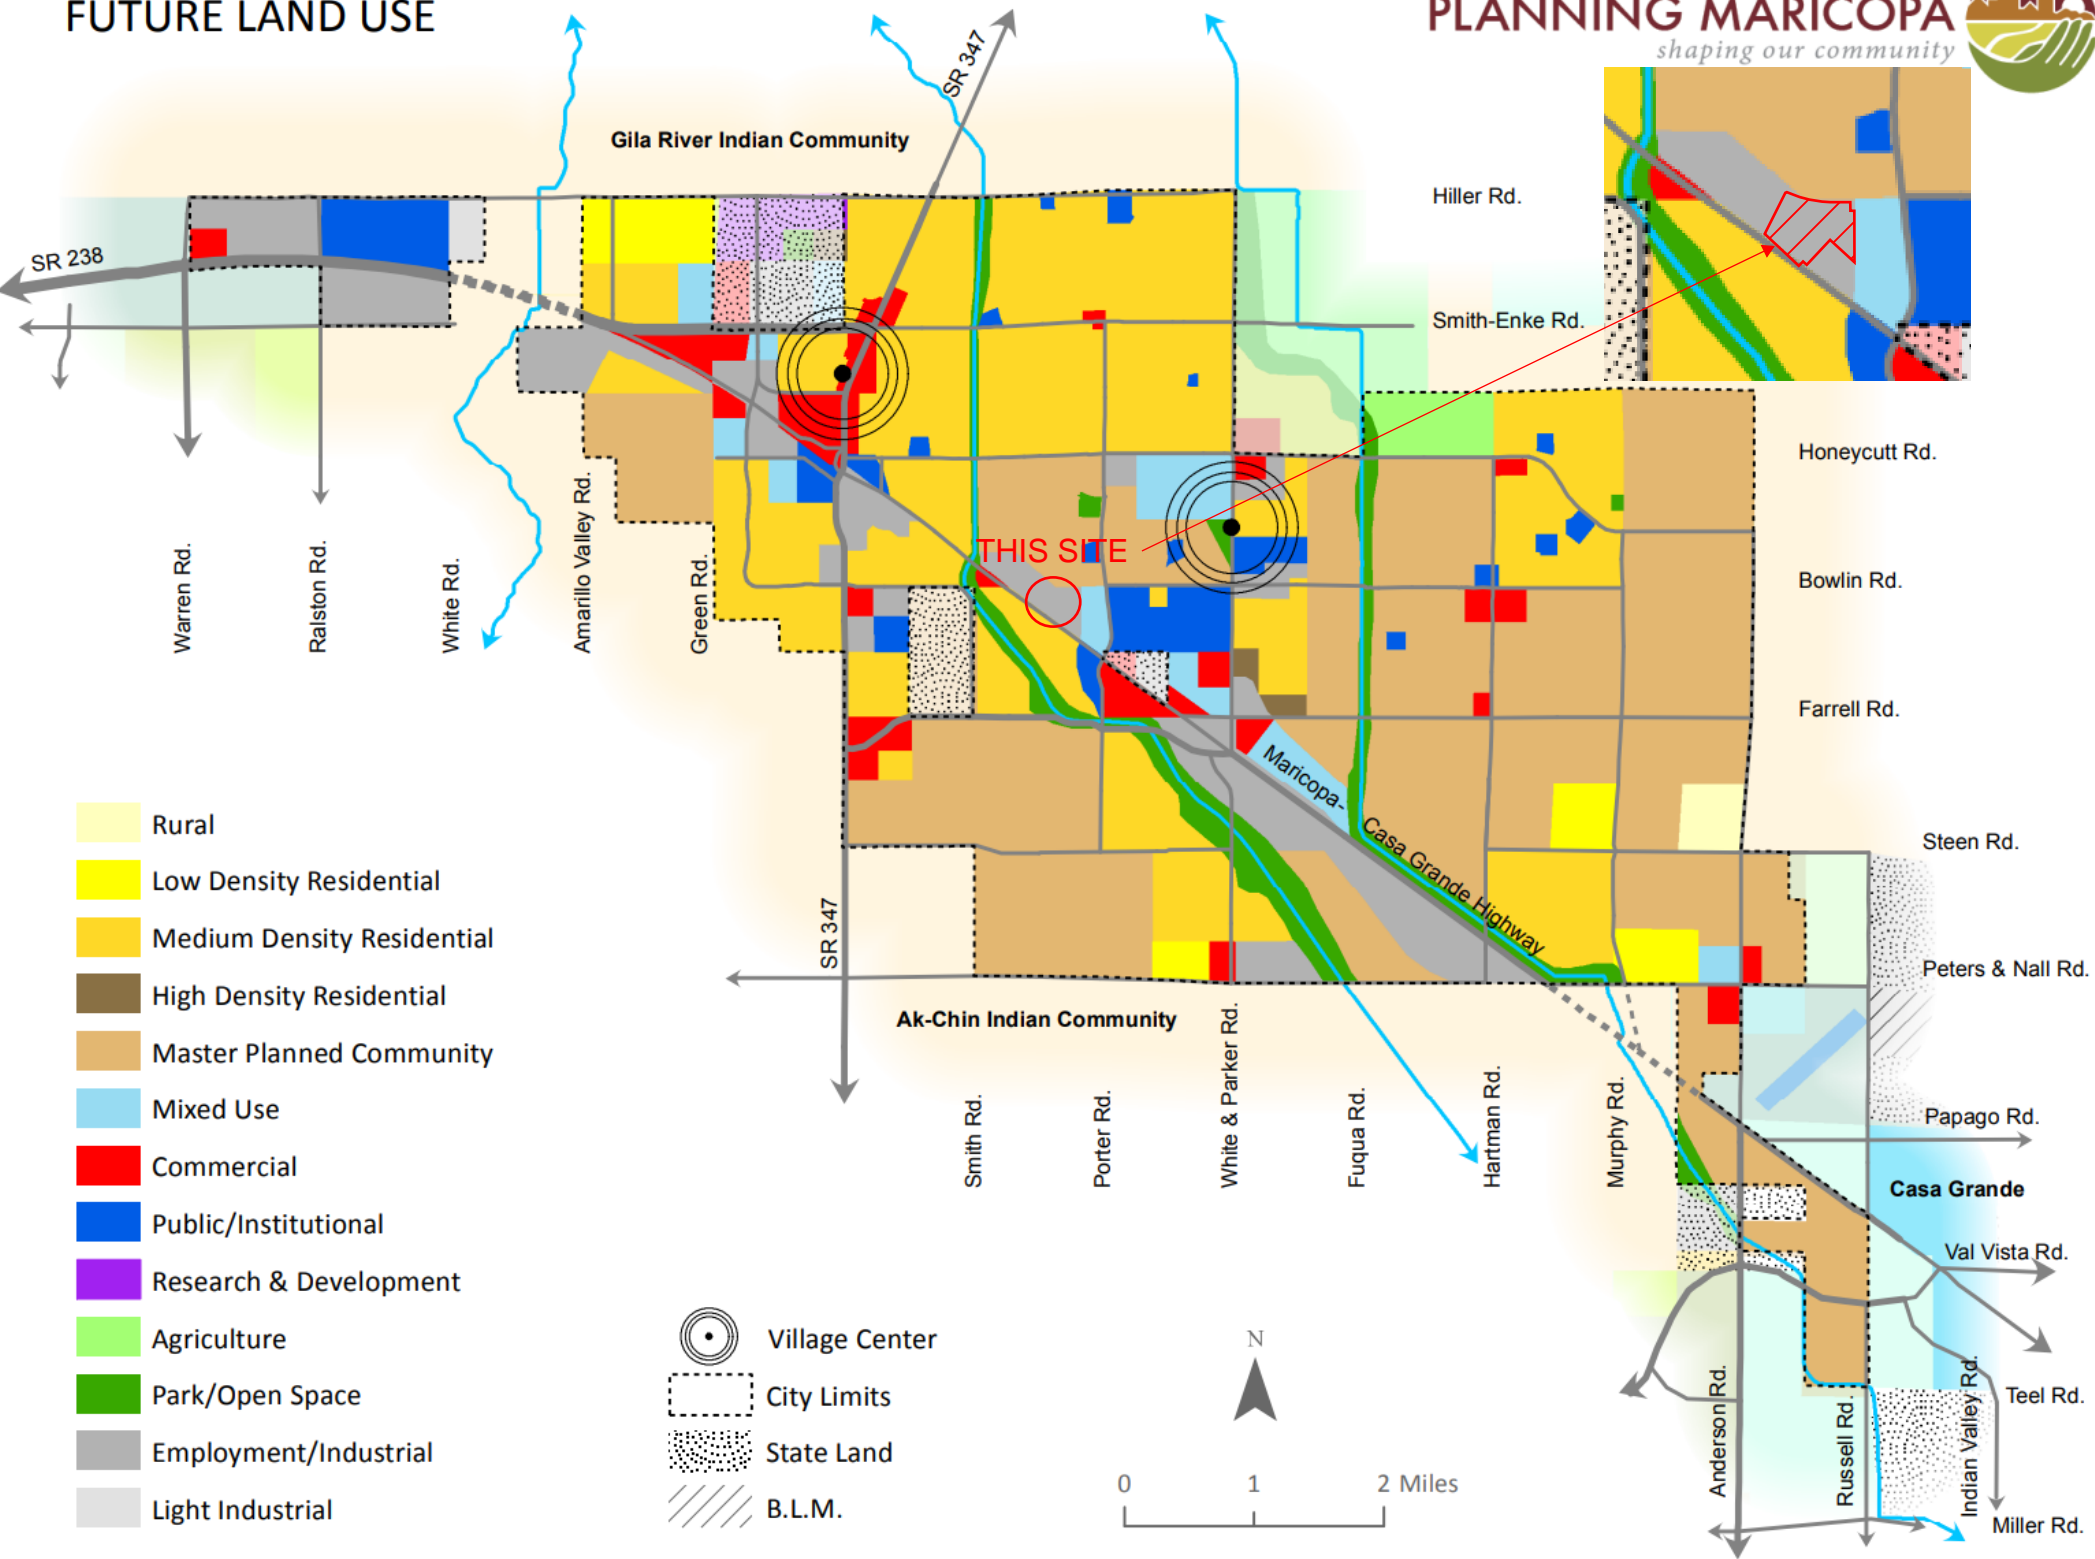 FUTURE LAND USE
PLANNING MARICOPA
shaping our community
SR 347
Gila River Indian Community
Hiller Rd.
SR 238
Smith-Enke Rd.
Honeycutt Rd.
THIS SITE
Bowlin Rd.
Warren Rd.
Ralston Rd.
White Rd.
Amarillo Valley Rd.
Green Rd.
Farrell Rd.
Maricopa-
Casa Grande Highway
Steen Rd.
SR 347
Peters & Nall Rd.
Ak-Chin Indian Community
Smith Rd.
Porter Rd.
White & Parker Rd.
Fuqua Rd.
Hartman Rd.
Murphy Rd.
Papago Rd.
Casa Grande
Val Vista Rd.
Teel Rd.
Anderson Rd.
Russell Rd.
Indian Valley Rd.
Miller Rd.
Rural
Low Density Residential
Medium Density Residential
High Density Residential
Master Planned Community
Mixed Use
Commercial
Public/Institutional
Research & Development
Agriculture
Park/Open Space
Employment/Industrial
Light Industrial
Village Center
City Limits
State Land
B.L.M.
N
0 1 2 Miles